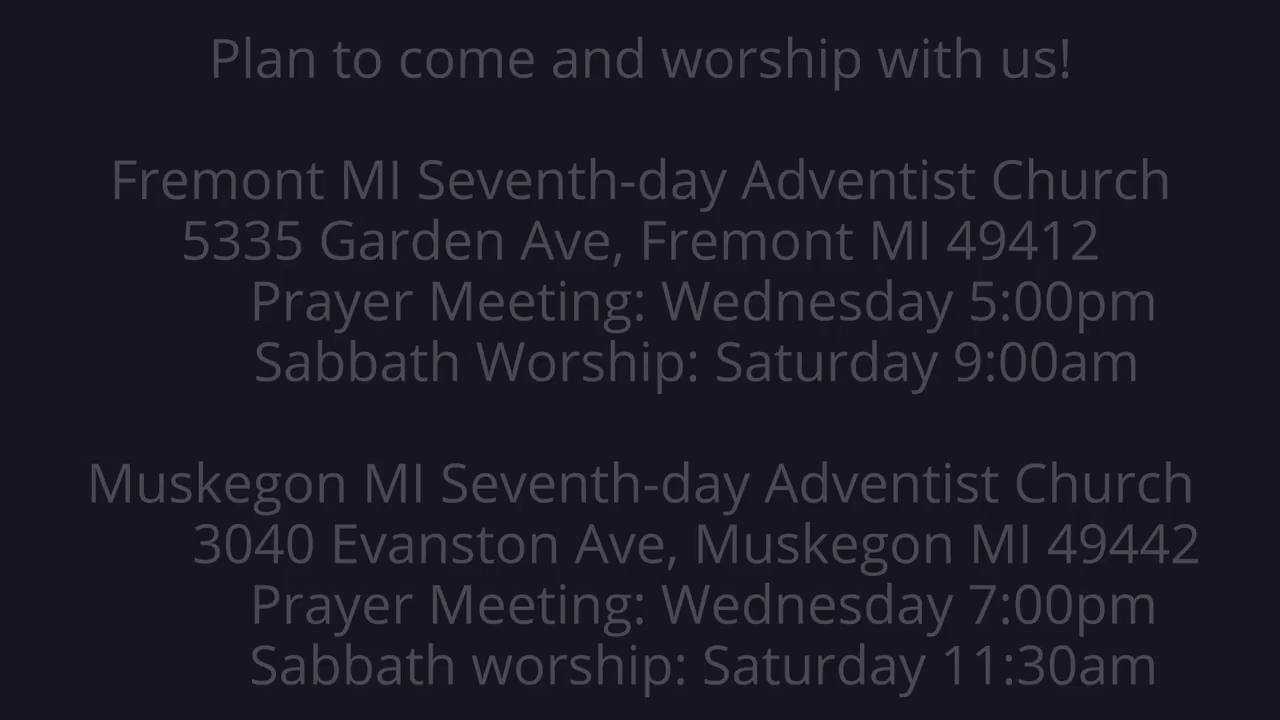 Plan to come and worship with us!
Fremont MI Seventh-day Adventist Church
5335 Garden Ave, Fremont MI 49412
Prayer Meeting: Wednesday 5:00pm
Sabbath Worship: Saturday 9:00am
Muskegon MI Seventh-day Adventist Church
3040 Evanston Ave, Muskegon MI 49442
Prayer Meeting: Wednesday 7:00pm
Sabbath worship: Saturday 11:30am